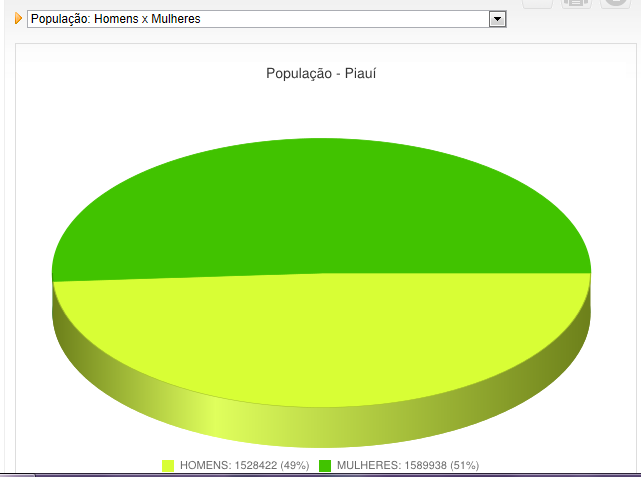 População: Homens x Mulheres
População - Piauí
HOMENS: 1528422 (49%) MULHERES: 1589938 (51%)